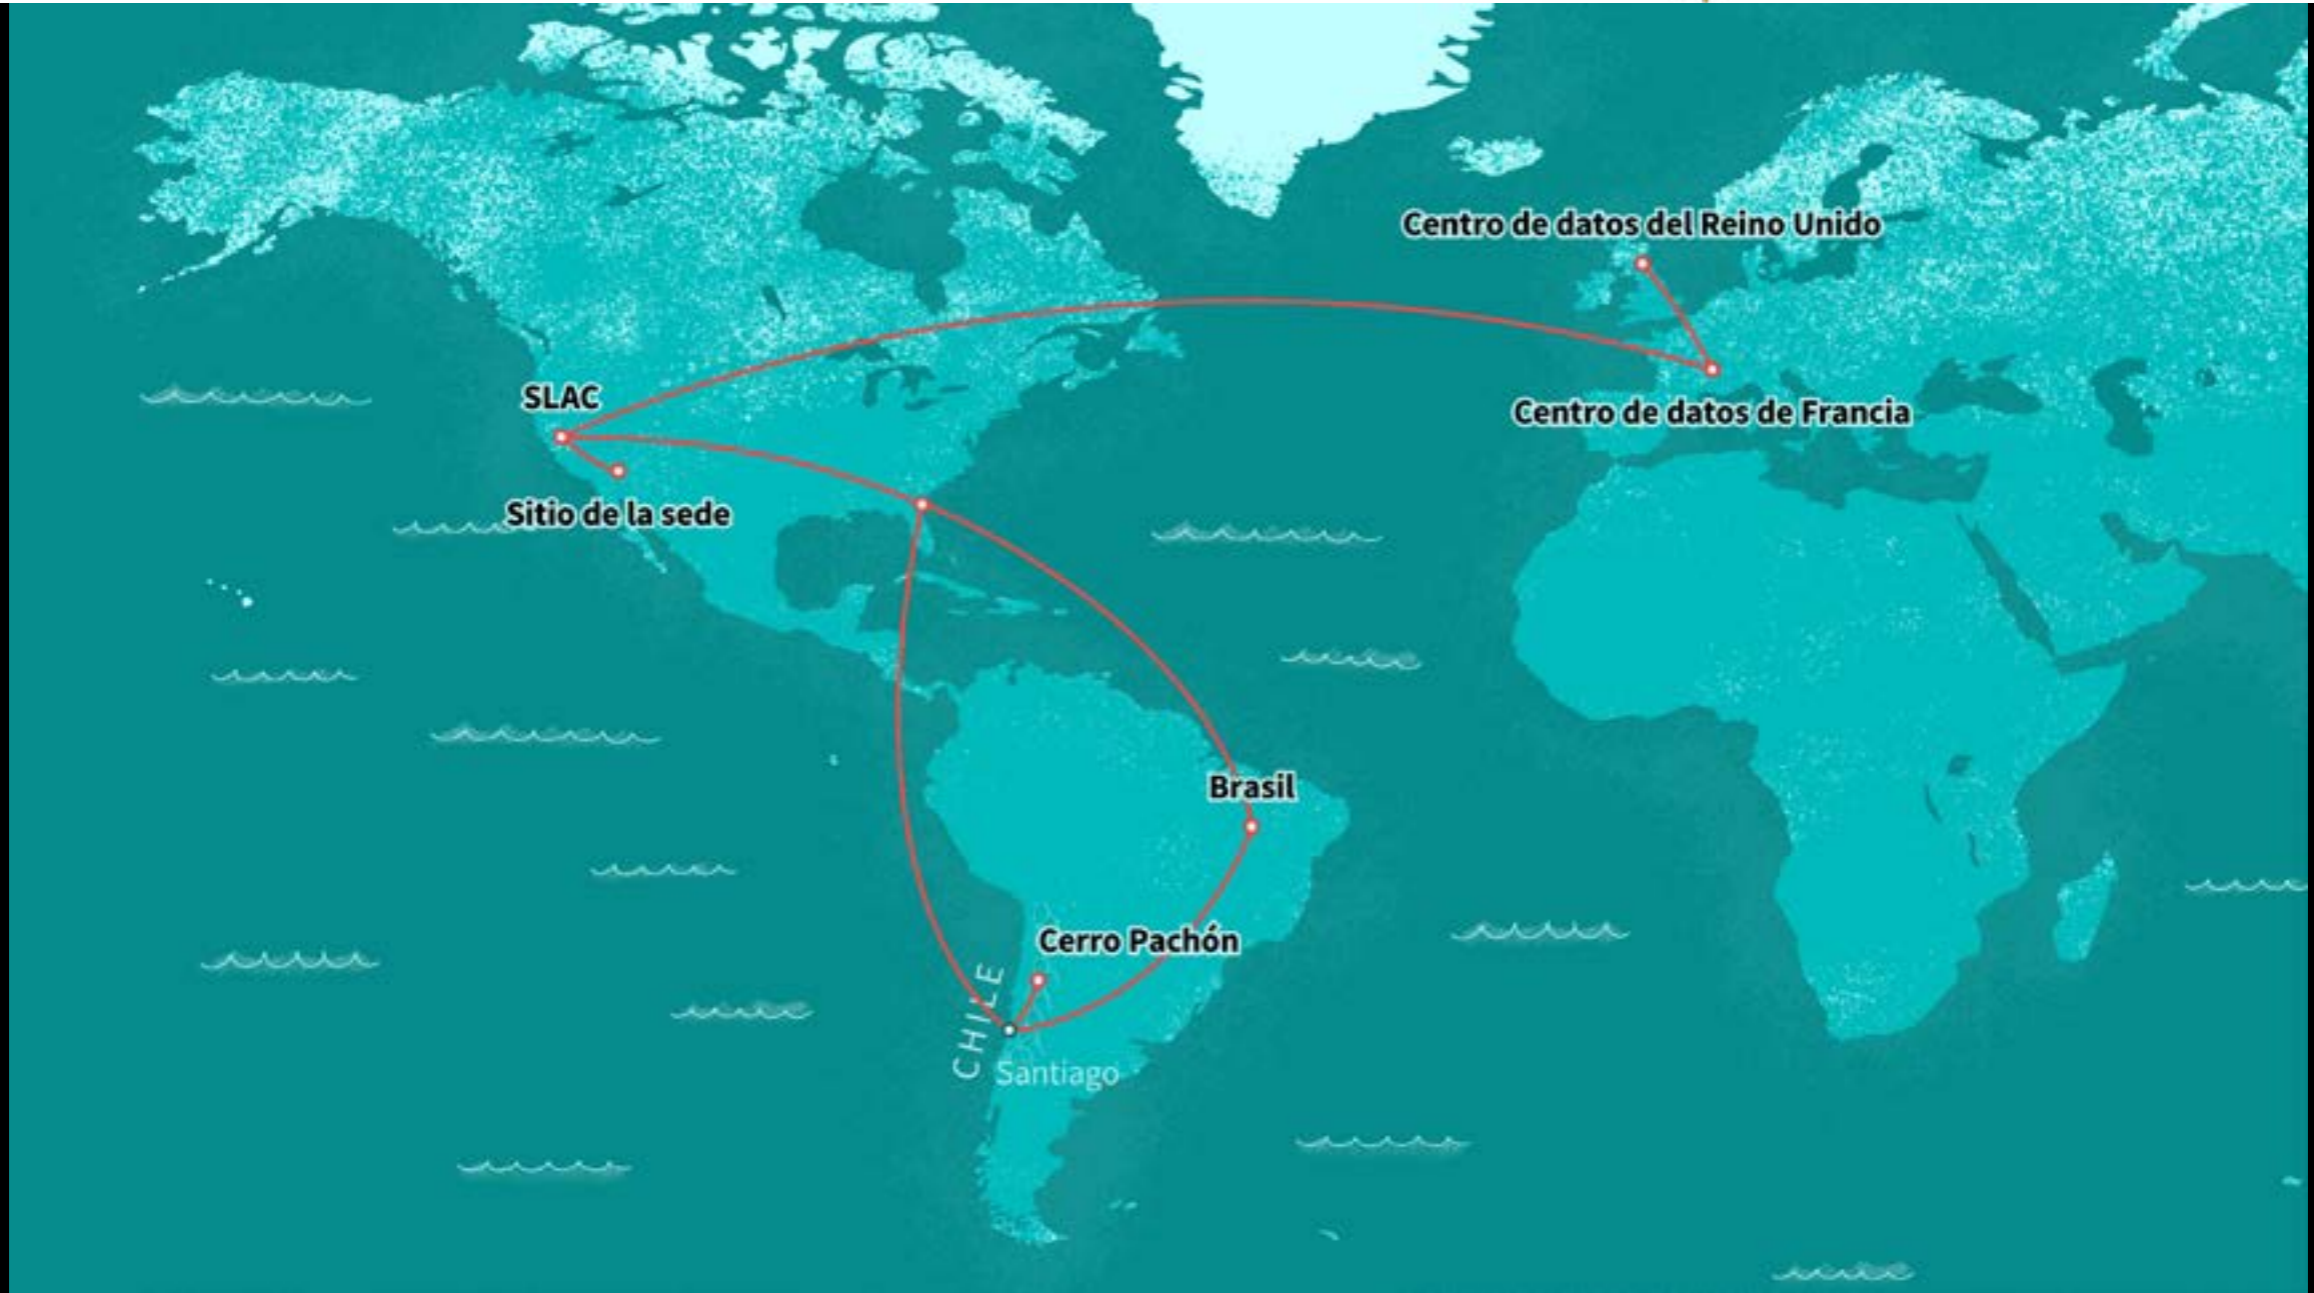 Centro de datos del Reino Unido
SLAC
Centro de datos de Francia
Sitio de la sede
Brasil
Cerro Pachón
CHILE
Santiago